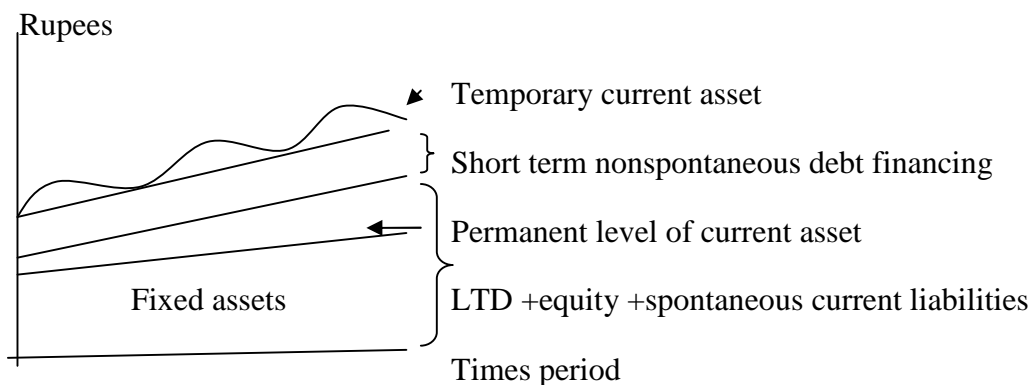 Rupees
Temporary current asset
Short term nonspontaneous debt financing
Permanent level of current asset
Fixed assets
LTD +equity +spontaneous current liabilities
Times period